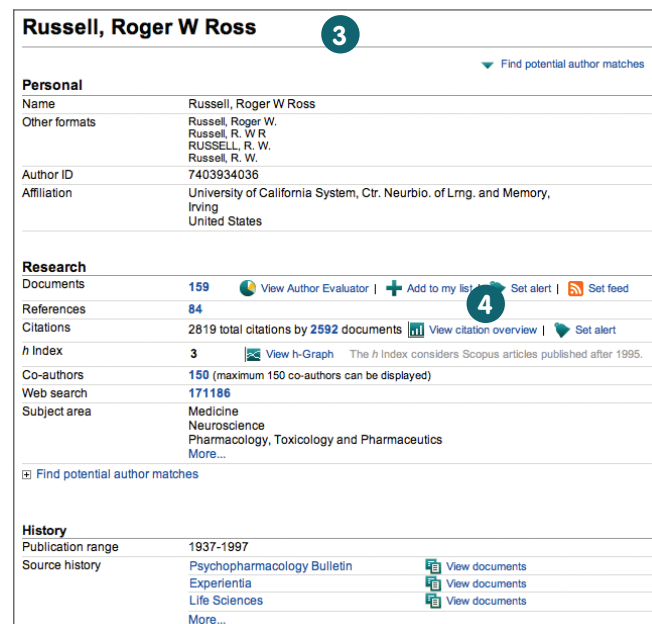 Russell, Roger W Ross
3
Find potential author matches
Personal
Name Russell, Roger W Ross
Other formats Russell, Roger W.
Russell, R. W R
RUSSELL, R. W.
Russell, R. W.
Author ID 7403934036
Affiliation University of California System, Ctr. Neurbio. of Lrng. and Memory,
Irving
United States
Research
Documents 159 View Author Evaluator | Add to my list | Set alert | Set feed
4
References 84
Citations 2819 total citations by 2592 documents View citation overview | Set alert
h Index 3 View h-Graph The h Index considers Scopus articles published after 1995.
Co-authors 150 (maximum 150 co-authors can be displayed)
Web search 171186
Subject area Medicine
Neuroscience
Pharmacology, Toxicology and Pharmaceutics
More...
Find potential author matches
History
Publication range 1937-1997
Source history Psychopharmacology Bulletin View documents
Experientia View documents
Life Sciences View documents
More...